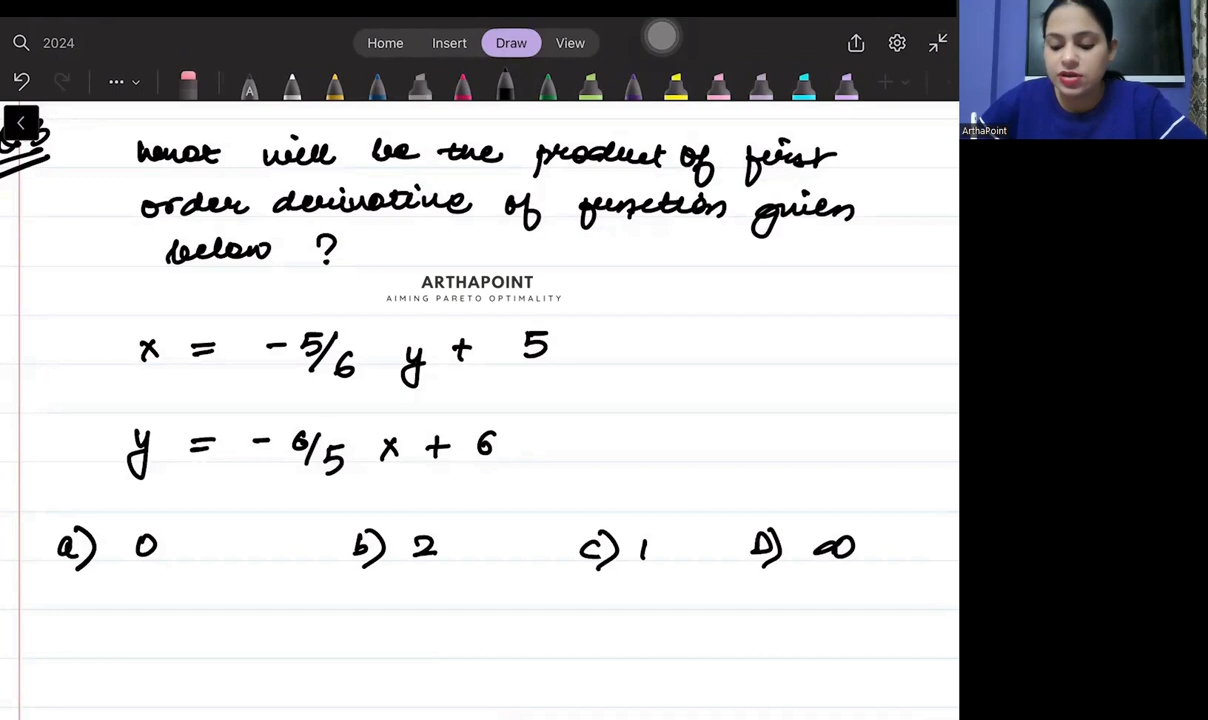 2024
Home Insert Draw View
ArthaPoint
What will be the product of first
order derivative of function given
below ?
ARTHAPOINT
AIMING PARETO OPTIMALITY
x = - 5/6 y + 5
y = - 6/5 x + 6
a) 0 b) 2 c) 1 D) ∞